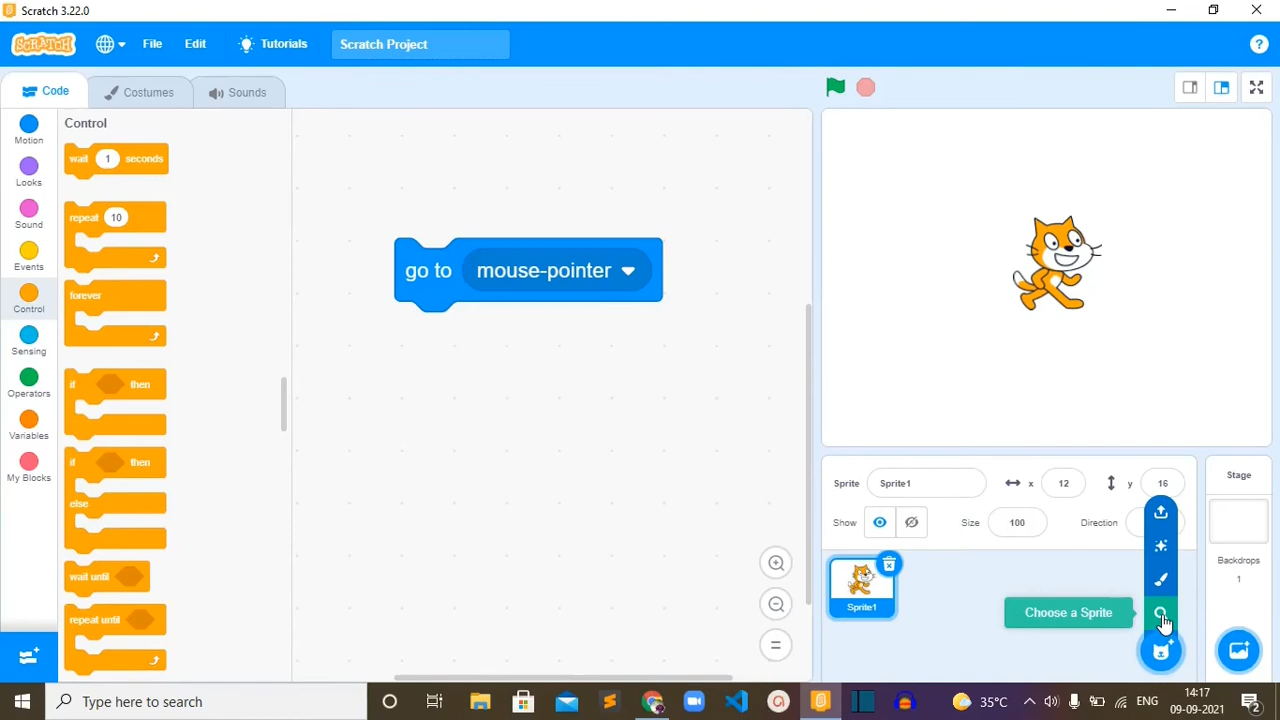 Scratch 3.22.0
SCRATCH
File
Edit
Tutorials
Scratch Project
?
Code
Costumes
Sounds
Motion
Looks
Sound
Events
Control
Sensing
Operators
Variables
My Blocks
Control
wait 1 seconds
repeat 10
forever
if then
if then
else
wait until
repeat until
go to mouse-pointer
Sprite Sprite1 x 12 y 16
Show Size 100 Direction
Sprite1
Choose a Sprite
Stage
Backdrops
1
Type here to search
35°C
ENG
14:17
09-09-2021
2